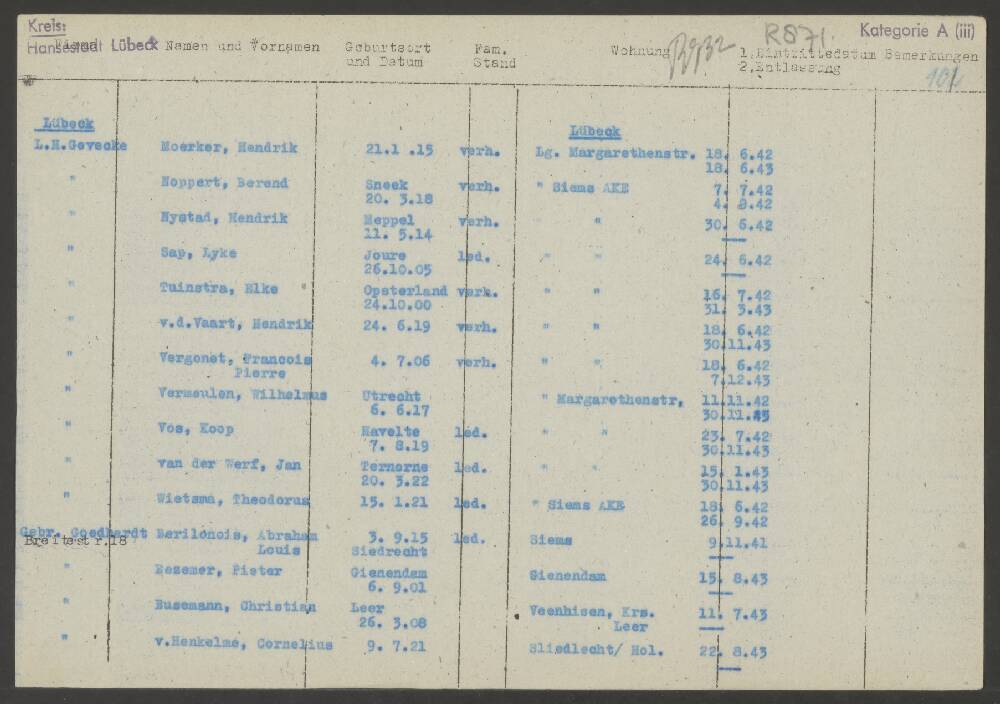 Kreis:
Hansestadt Lübeck
Firma Namen und Vornamen Geburtsort und Datum Fam. Stand Wohnung 1.Eintrittsdatum Bemerkungen
2.Entlassung
R871.
Kategorie A (iii)
Lübeck Lübeck
L.H.Gevecke Moerker, Hendrik 21.1 .15 verh. Lg. Margarethenstr. 18. 6.42
18. 6.43
" Noppert, Berend Sneek verh. " Siems AKE 7. 7.42
20. 3.18 4. 9.42
" Nystad, Hendrik Meppel verh. " 30. 6.42
11. 5.14
" Sap, Lyke Joure led. " " 24. 6.42
26.10.05
" Tuinstra, Elke Opsterland verh. " " 16. 7.42
24.10.00 31. 3.43
" v.d.Vaart, Hendrik 24. 6.19 verh. " " 18. 6.42
30.11.43
" Vergonet, Francois 4. 7.06 verh. " " 18. 6.42
Pierre 7.12.43
" Vermeulen, Wilhelmus Utrecht " Margarethenstr. 11.11.42
6. 6.17 30.11.43
" Vos, Koop Havelte led. " " 23. 7.42
7. 8.19 30.11.43
" van der Werf, Jan Ternorne led. " " 15. 1.43
20. 3.22 30.11.43
" Wietsma, Theodorus 15. 1.21 led. " Siems AKE 18. 6.42
26. 9.42
Gebr. Goedhardt Berilonois, Abraham 3. 9.15 led. Siems 9.11.41
Breitestr.18 Louis Siedrecht
" Bezemer, Pieter Gienendam Gienendam 15. 8.43
6. 9.01
" Busemann, Christian Leer Veenhisen, Krs. 11. 7.43
26. 3.08 Leer
" v.Henkelme, Cornelius 9. 7.21 Sliedlecht/ Hol. 22. 8.43